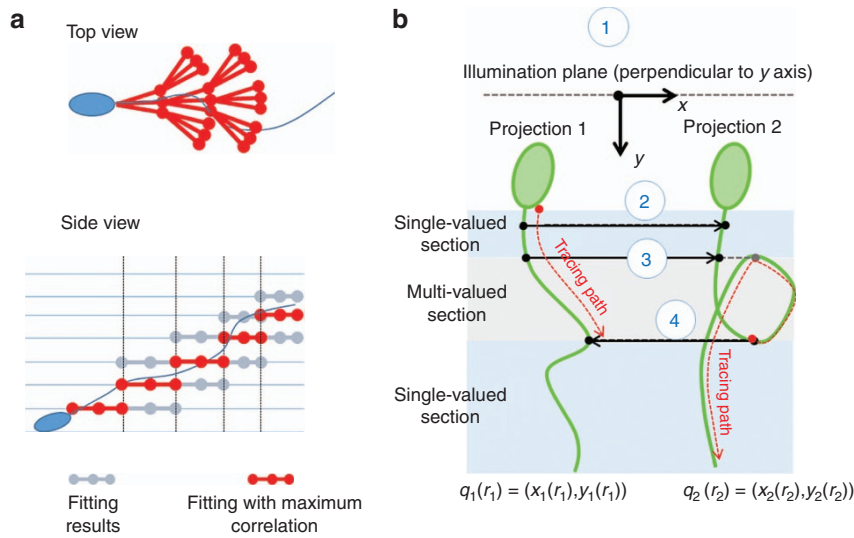 a
Top view
Side view
Fitting
results
Fitting with maximum
correlation
b
1
Illumination plane (perpendicular to y axis)
x
y
Projection 1
Projection 2
Single-valued
section
2
3
Multi-valued
section
4
Tracing path
Tracing path
Single-valued
section
q₁(r₁) = (x₁(r₁),y₁(r₁))
q₂(r₂) = (x₂(r₂),y₂(r₂))